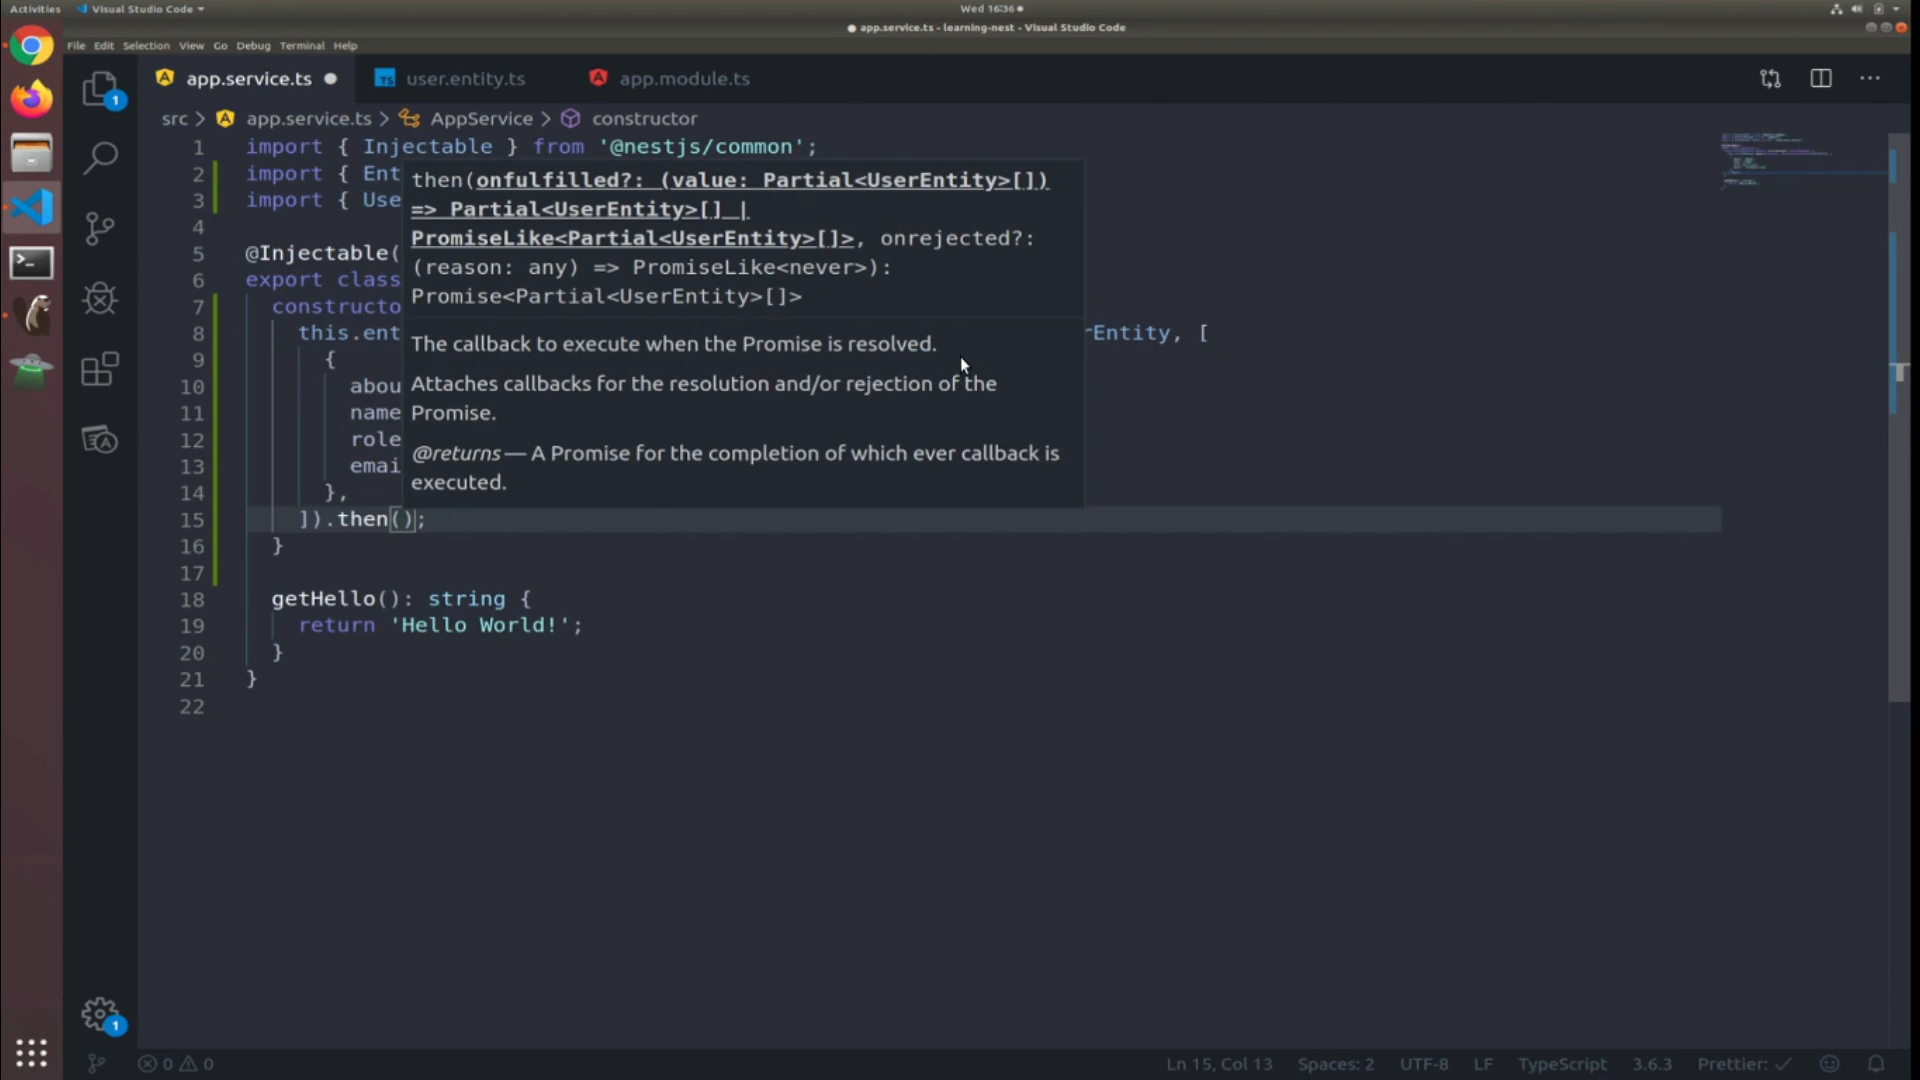 Activities Visual Studio Code Wed 16:36
app.service.ts - learning-nest - Visual Studio Code
File Edit Selection View Go Debug Terminal Help
app.service.ts TS user.entity.ts app.module.ts
src > app.service.ts > AppService > constructor
1 import { Injectable } from '@nestjs/common';
2 import { Ent
3 import { Use
4
5 @Injectable(
6 export class
7 constructo
8 this.ent rEntity, [
9 {
10 abou
11 name
12 role
13 emai
14 },
15 ]).then();
16 }
17
18 getHello(): string {
19 return 'Hello World!';
20 }
21 }
22
then(onfulfilled?: (value: Partial<UserEntity>[])
=> Partial<UserEntity>[] |
PromiseLike<Partial<UserEntity>[]>, onrejected?:
(reason: any) => PromiseLike<never>):
Promise<Partial<UserEntity>[]>
The callback to execute when the Promise is resolved.
Attaches callbacks for the resolution and/or rejection of the
Promise.
@returns — A Promise for the completion of which ever callback is
executed.
1
1
0 0 Ln 15, Col 13 Spaces: 2 UTF-8 LF TypeScript 3.6.3 Prettier: ✓